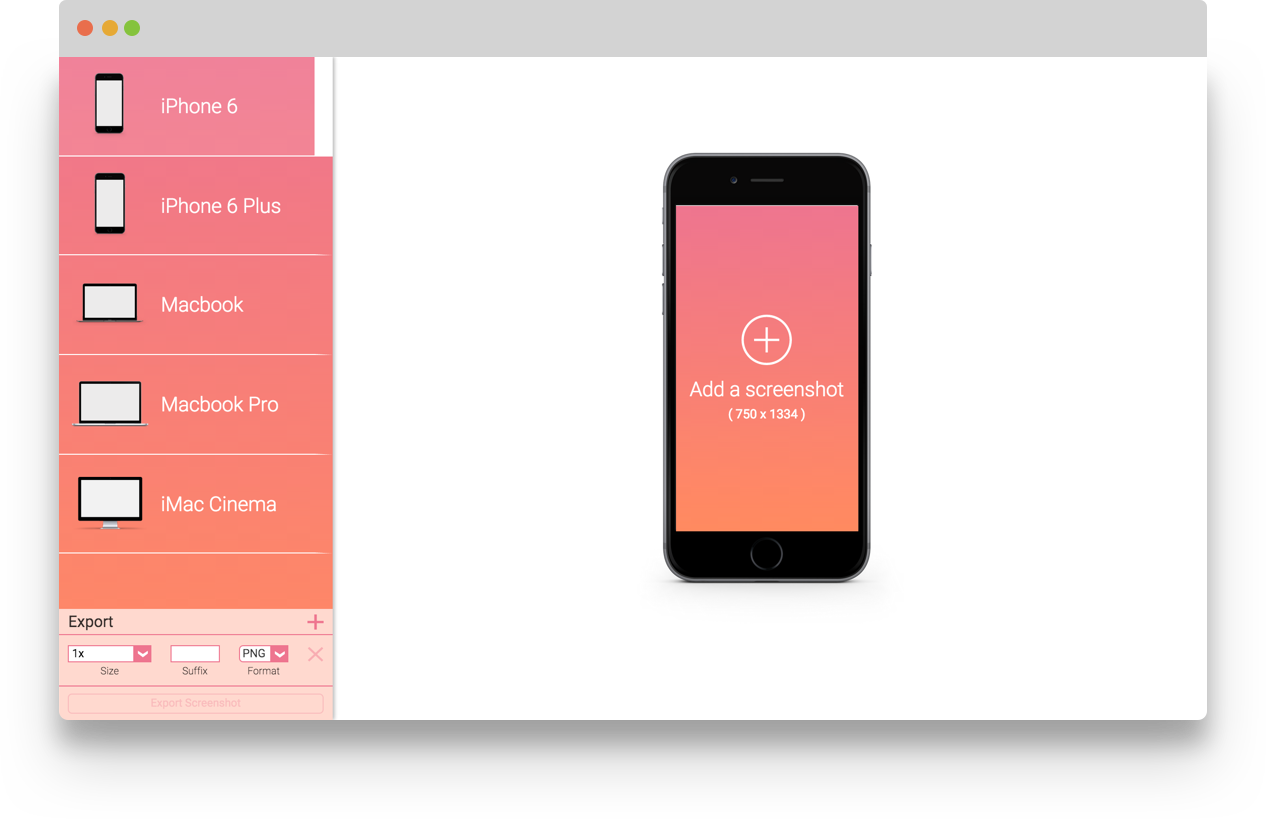 iPhone 6
iPhone 6 Plus
Macbook
Macbook Pro
iMac Cinema
Export
1x
PNG
Size
Suffix
Format
Export Screenshot
Add a screenshot
( 750 x 1334 )